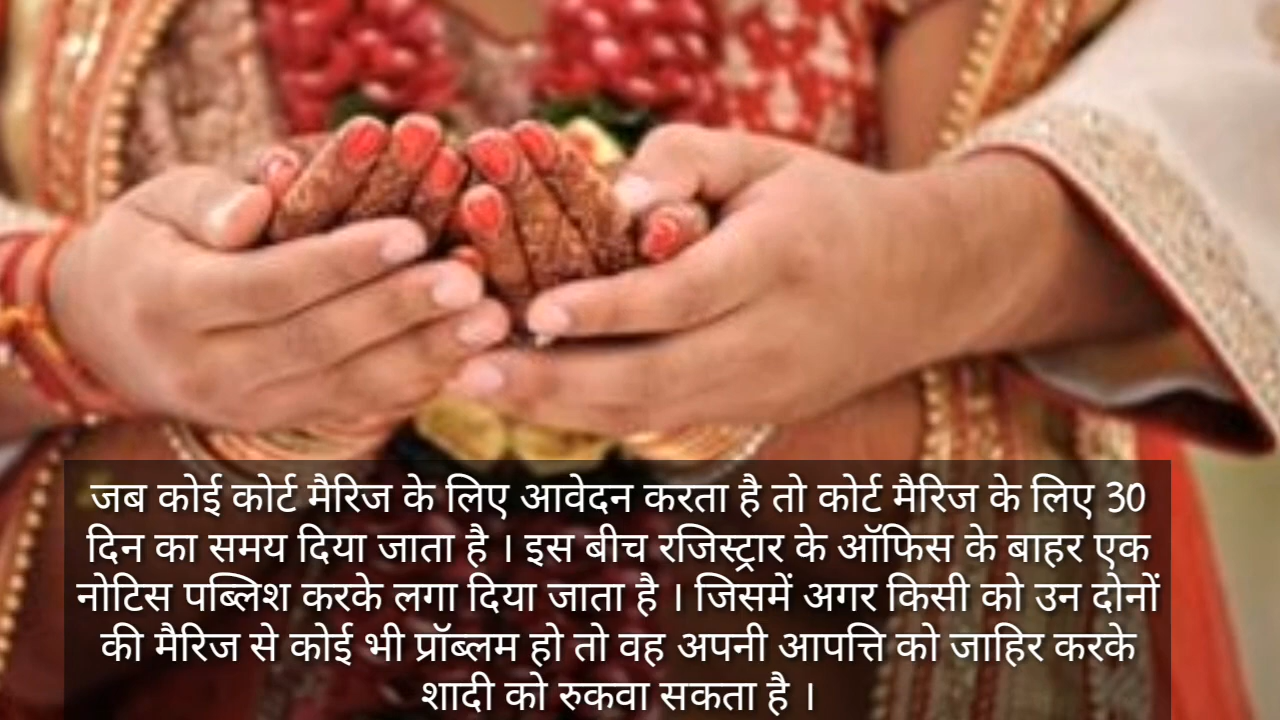 जब कोई कोर्ट मैरिज के लिए आवेदन करता है तो कोर्ट मैरिज के लिए 30
दिन का समय दिया जाता है । इस बीच रजिस्ट्रार के ऑफिस के बाहर एक
नोटिस पब्लिश करके लगा दिया जाता है । जिसमें अगर किसी को उन दोनों
की मैरिज से कोई भी प्रॉब्लम हो तो वह अपनी आपत्ति को जाहिर करके
शादी को रुकवा सकता है ।